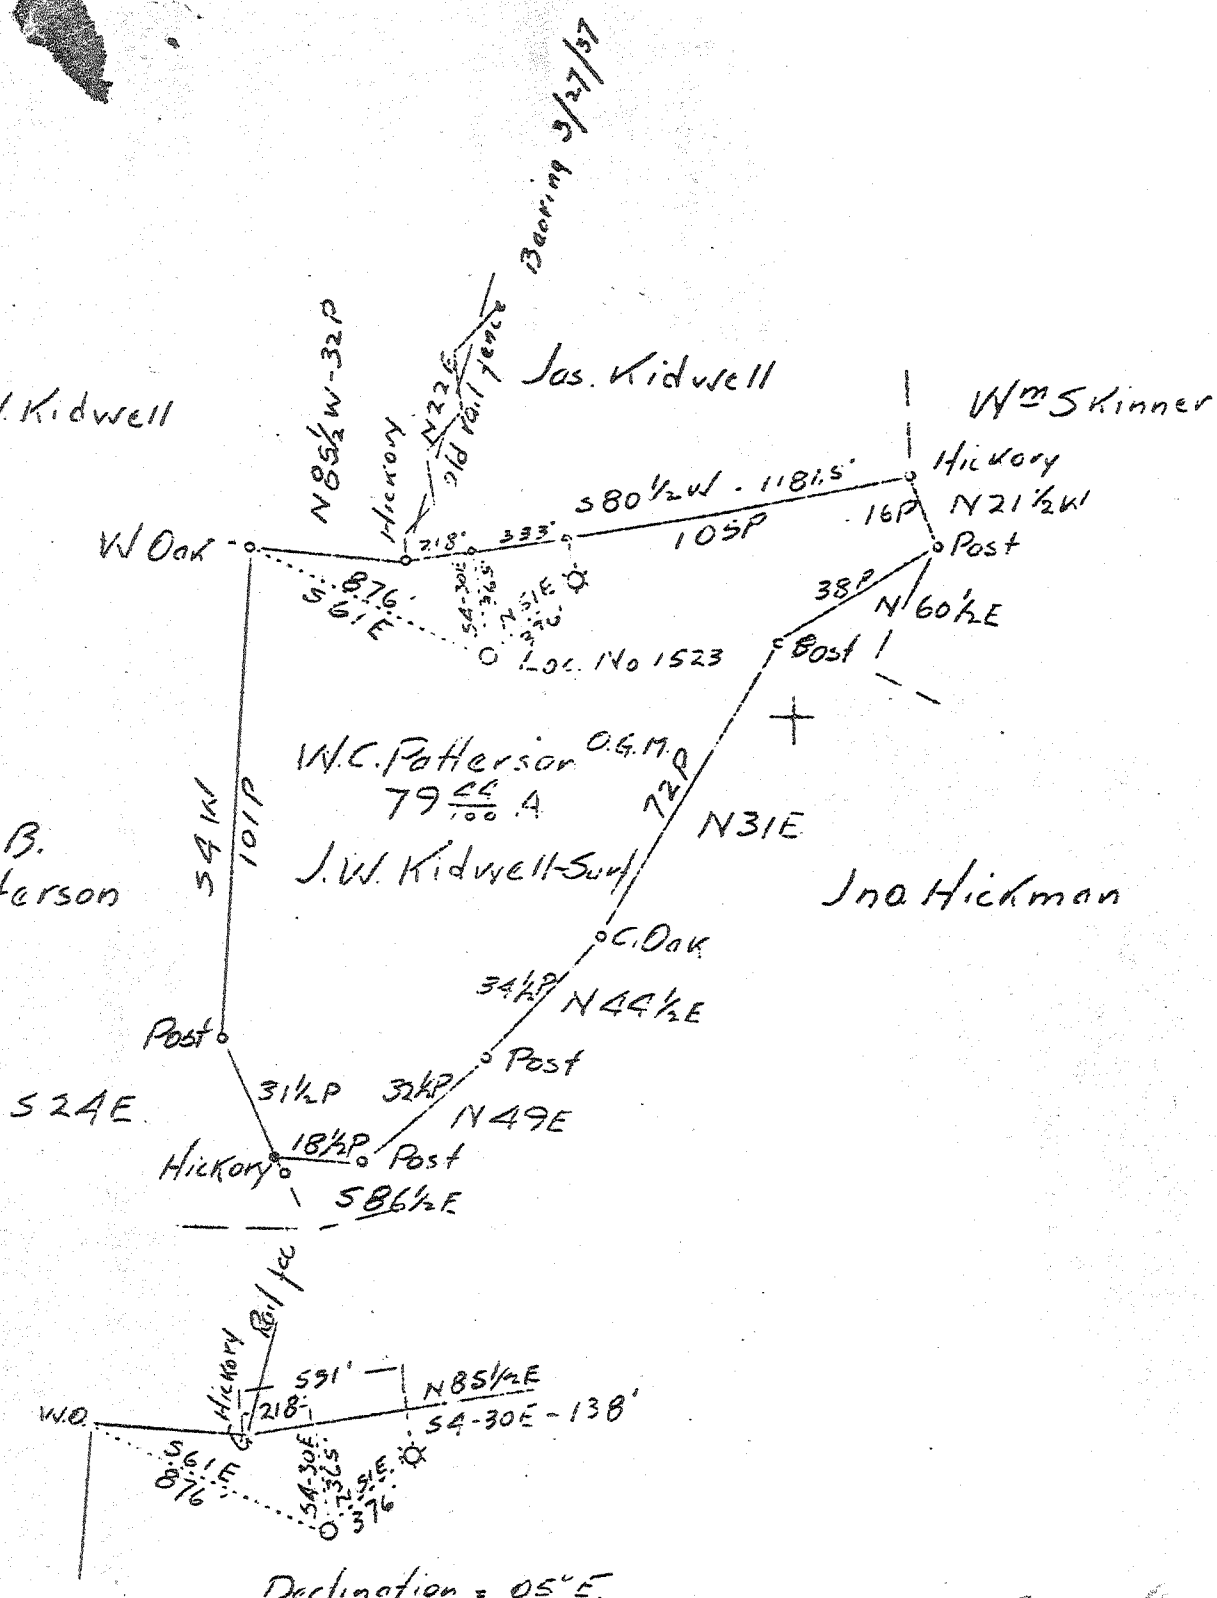 Bearing 3/27/37
N85½W-32P
Hickory
N22E
old rail fence
Jas. Kidwell
Wm Skinner
. Kidwell
Hickory
S80½W - 1181.5'
105P
16P
N21½W
W Oak
218'
333'
Post
876
S61E
S4-30E
365
N51E
376
38P
N60½E
Post
Loc. No 1523
W.C. Patterson O.G.M.
79 44/100 A
72P
N31E
S4W
101P
B.
terson
J.W. Kidwell-Surf
Jno Hickman
C.Oak
34½P
N44½E
Post
Post
31½P
32½P
N49E
S24E
18½P
Post
Hickory
S86½E
Rail fce
Hickory
551'
N85½E
W.O.
218
S4-30E-138'
S61E
876
S4-30E
365
N51E
376
Declination = 05°E.